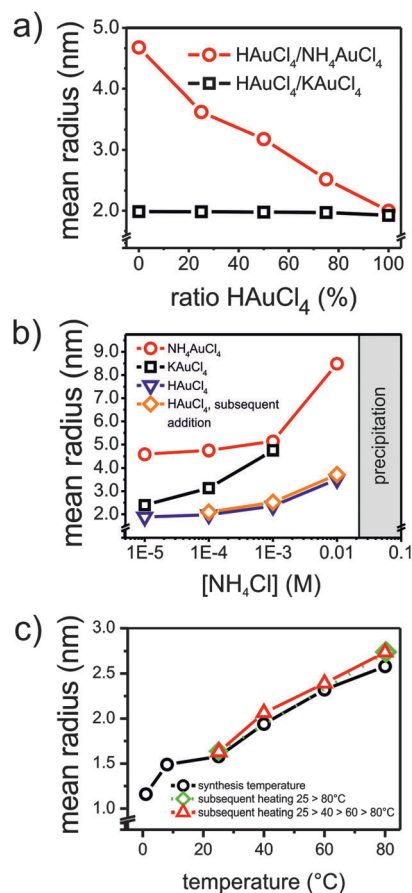 a)
mean radius (nm)
5.0
4.0
3.0
2.0
HAuCl4/NH4AuCl4
HAuCl4/KAuCl4
0 20 40 60 80 100
ratio HAuCl4 (%)
b)
mean radius (nm)
9.0
8.0
7.0
6.0
5.0
4.0
3.0
2.0
NH4AuCl4
KAuCl4
HAuCl4
HAuCl4, subsequent
addition
precipitation
1E-5 1E-4 1E-3 0.01 0.1
[NH4Cl] (M)
c)
mean radius (nm)
3.0
2.5
2.0
1.5
1.0
synthesis temperature
subsequent heating 25 > 80°C
subsequent heating 25 > 40 > 60 > 80°C
0 20 40 60 80
temperature (°C)